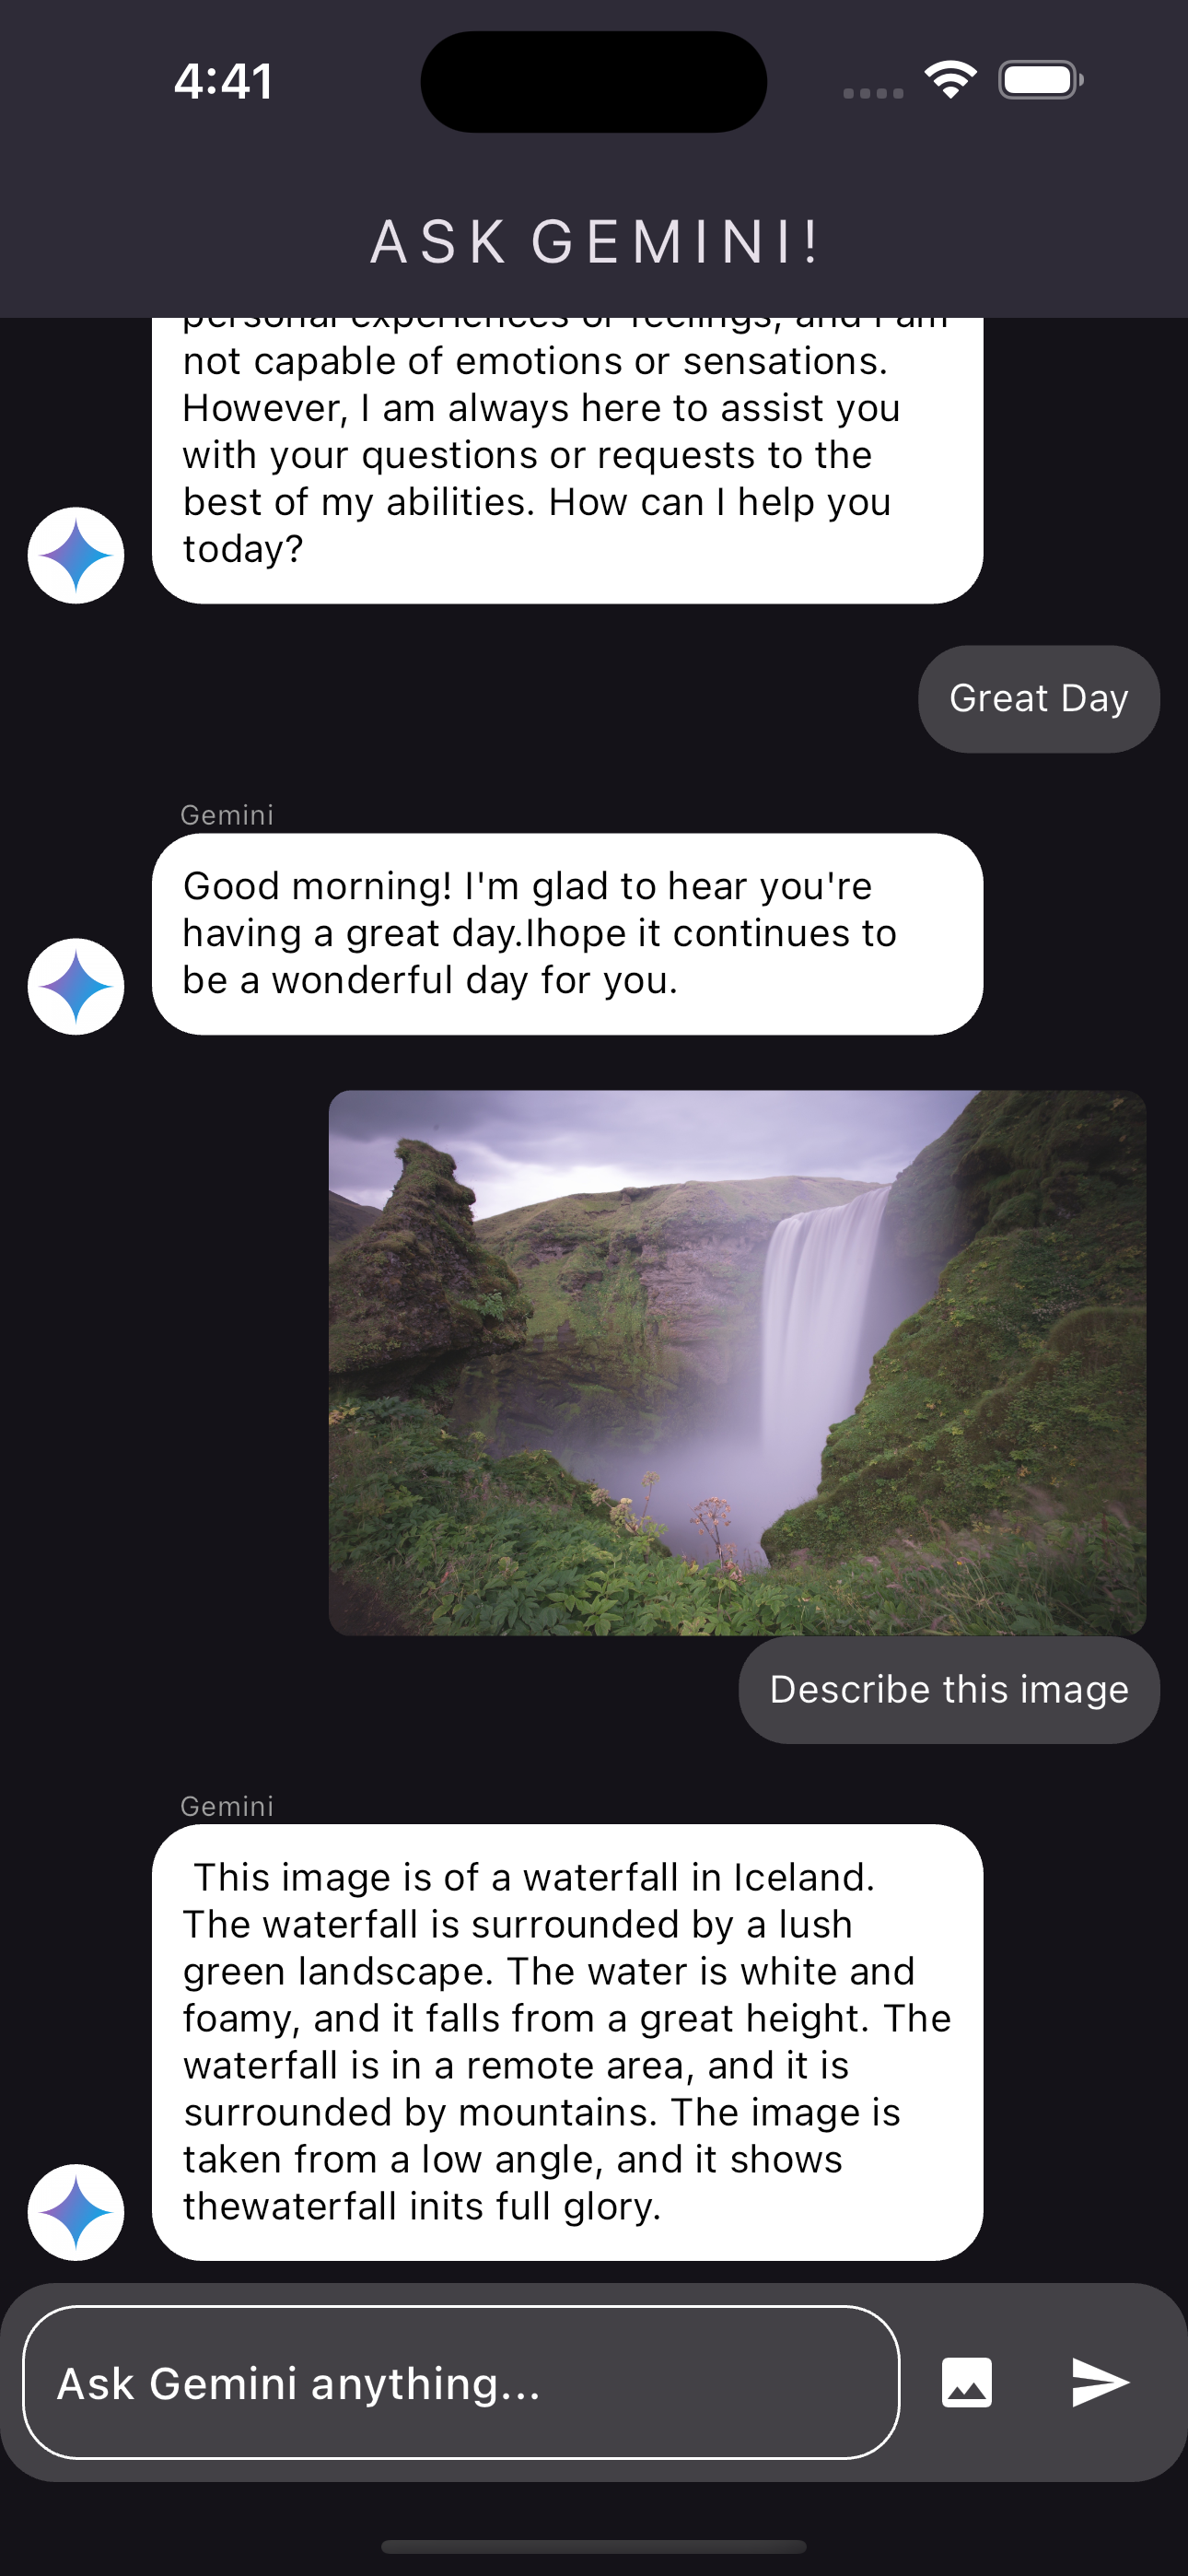 4:41
ASK GEMINI!
personal experiences or feelings, and I am
not capable of emotions or sensations.
However, I am always here to assist you
with your questions or requests to the
best of my abilities. How can I help you
today?
Great Day
Gemini
Good morning! I'm glad to hear you're
having a great day.Ihope it continues to
be a wonderful day for you.
Describe this image
Gemini
This image is of a waterfall in Iceland.
The waterfall is surrounded by a lush
green landscape. The water is white and
foamy, and it falls from a great height. The
waterfall is in a remote area, and it is
surrounded by mountains. The image is
taken from a low angle, and it shows
thewaterfall inits full glory.
Ask Gemini anything...